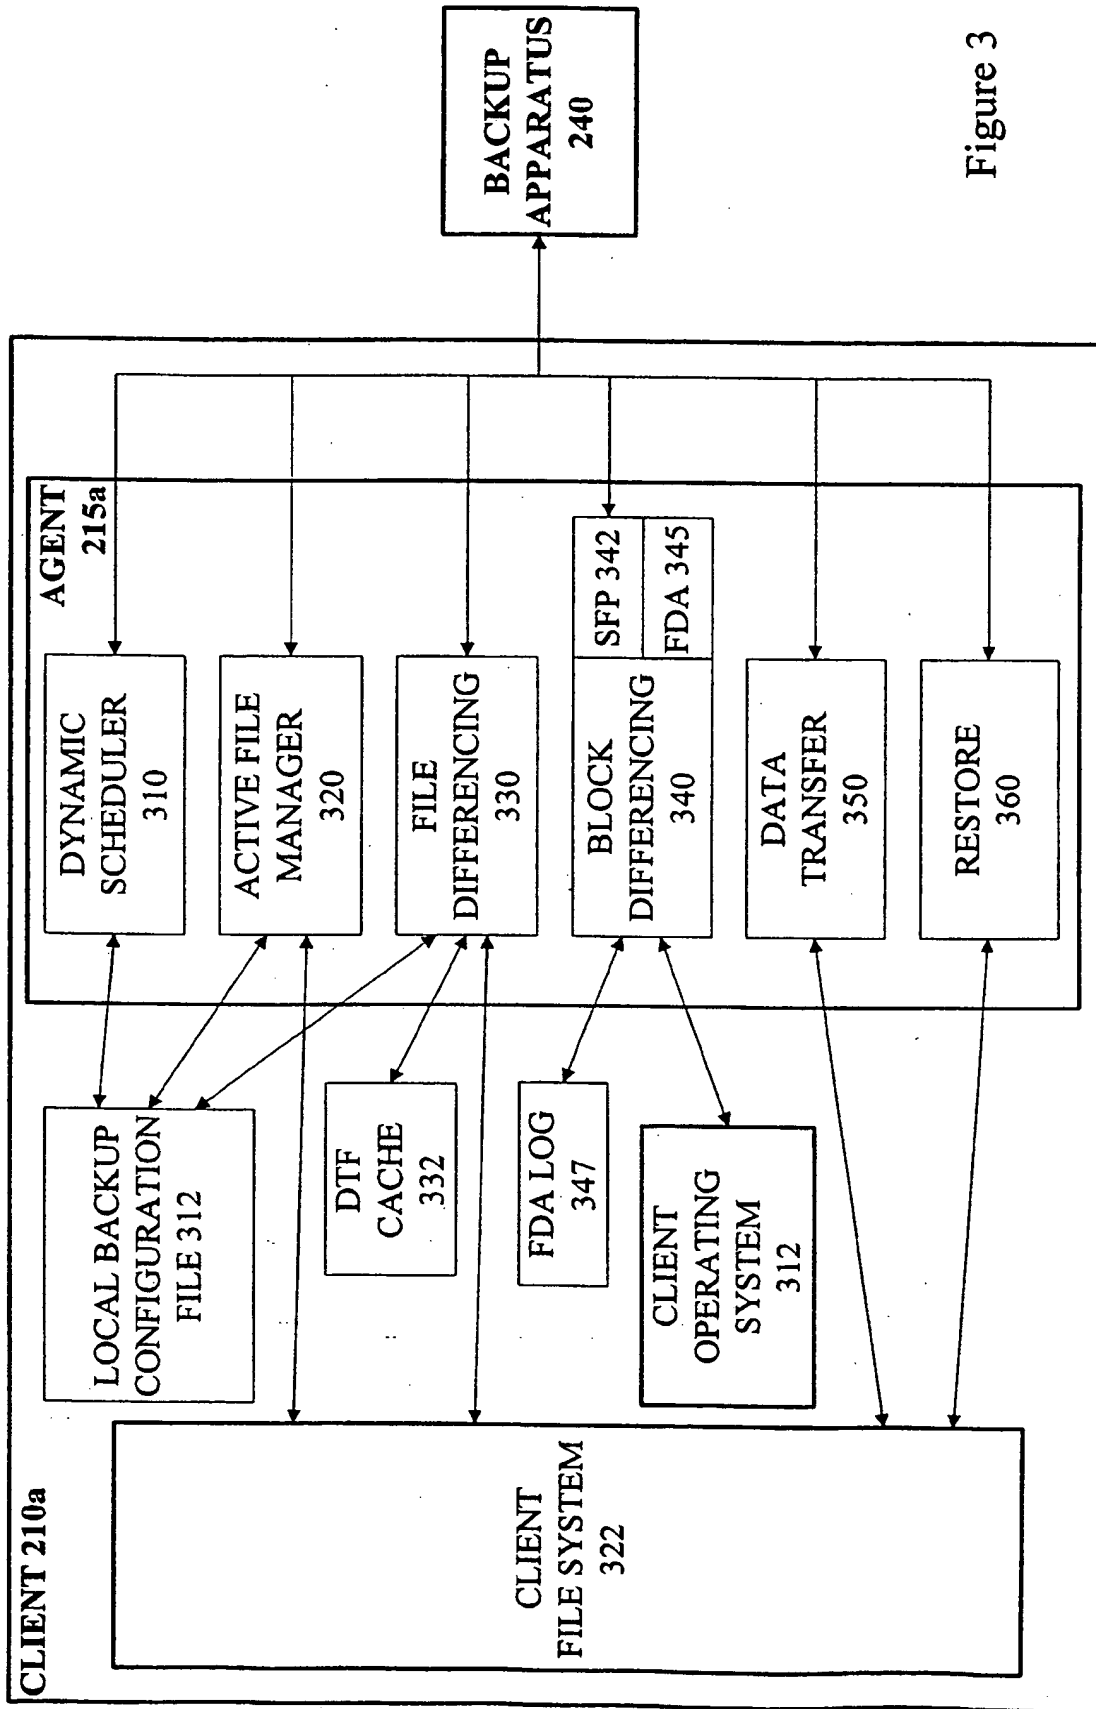 CLIENT 210a
CLIENT
FILE SYSTEM
322
LOCAL BACKUP
CONFIGURATION
FILE 312
DTF
CACHE
332
FDA LOG
347
CLIENT
OPERATING
SYSTEM
312
AGENT
215a
DYNAMIC
SCHEDULER
310
ACTIVE FILE
MANAGER
320
FILE
DIFFERENCING
330
BLOCK
DIFFERENCING
340
SFP 342
FDA 345
DATA
TRANSFER
350
RESTORE
360
BACKUP
APPARATUS
240
Figure 3